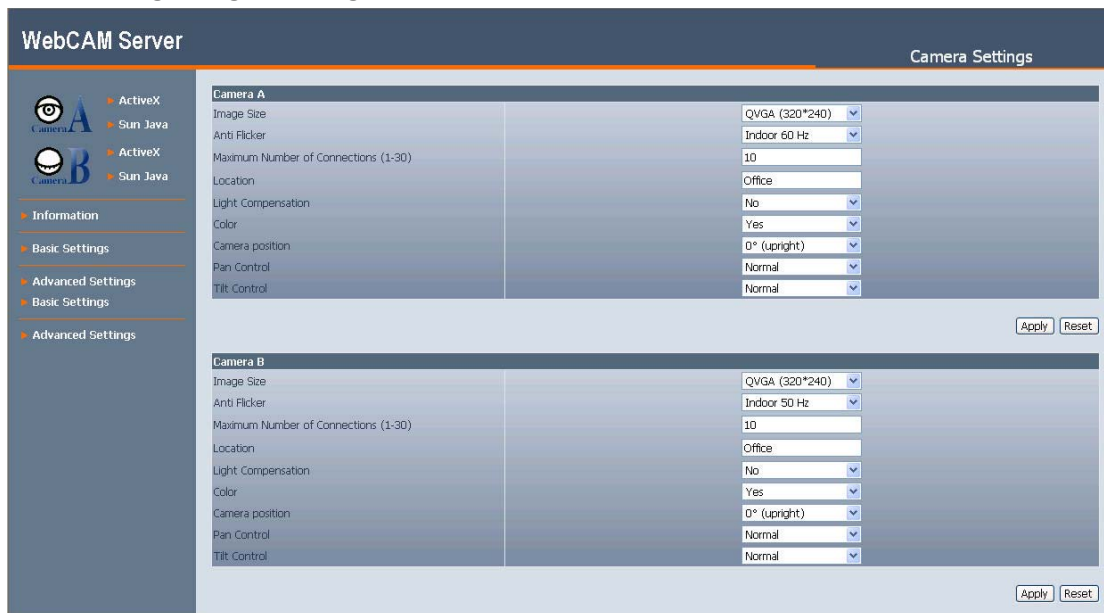 WebCAM Server
Camera Settings
Camera A
ActiveX
Sun Java
Camera B
ActiveX
Sun Java
Information
Basic Settings
Advanced Settings
Basic Settings
Advanced Settings
Camera A
Image Size QVGA (320*240)
Anti Flicker Indoor 60 Hz
Maximum Number of Connections (1-30) 10
Location Office
Light Compensation No
Color Yes
Camera position 0° (upright)
Pan Control Normal
Tilt Control Normal
Apply Reset
Camera B
Image Size QVGA (320*240)
Anti Flicker Indoor 50 Hz
Maximum Number of Connections (1-30) 10
Location Office
Light Compensation No
Color Yes
Camera position 0° (upright)
Pan Control Normal
Tilt Control Normal
Apply Reset